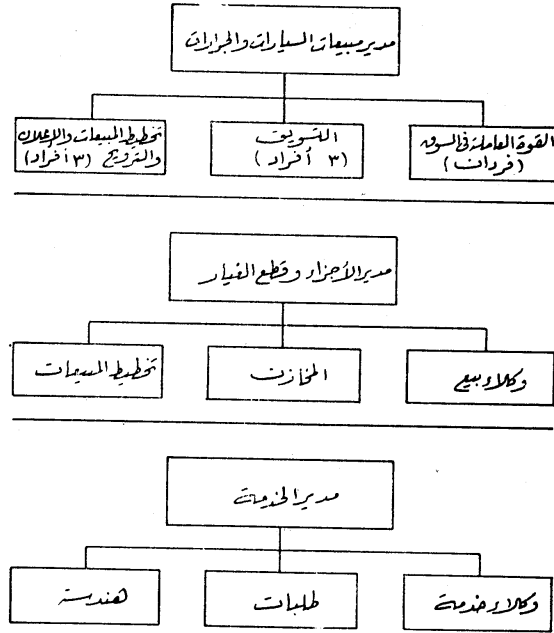 مدير مبيعات السيارات والجرارات
القوة العاملة فى السوق
(فردان)
التسويق
(٣ أفراد)
تخطيط المبيعات والإعلان
والترويج (٣ أفراد)
مدير الأجزاء وقطع الغيار
وكلاء بيع
المخازن
تخطيط المبيعات
مدير الخدمة
وكلاء خدمة
طلبات
هندسة